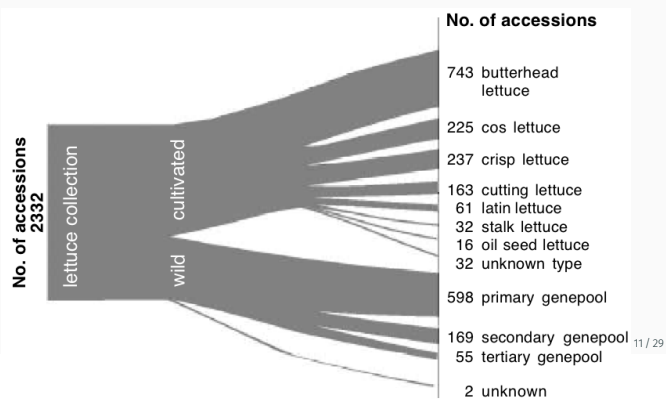 No. of accessions
743 butterhead
lettuce
225 cos lettuce
237 crisp lettuce
163 cutting lettuce
61 latin lettuce
32 stalk lettuce
16 oil seed lettuce
32 unknown type
598 primary genepool
169 secondary genepool
55 tertiary genepool
2 unknown
No. of accessions
2332
lettuce collection
cultivated
wild
11 / 29